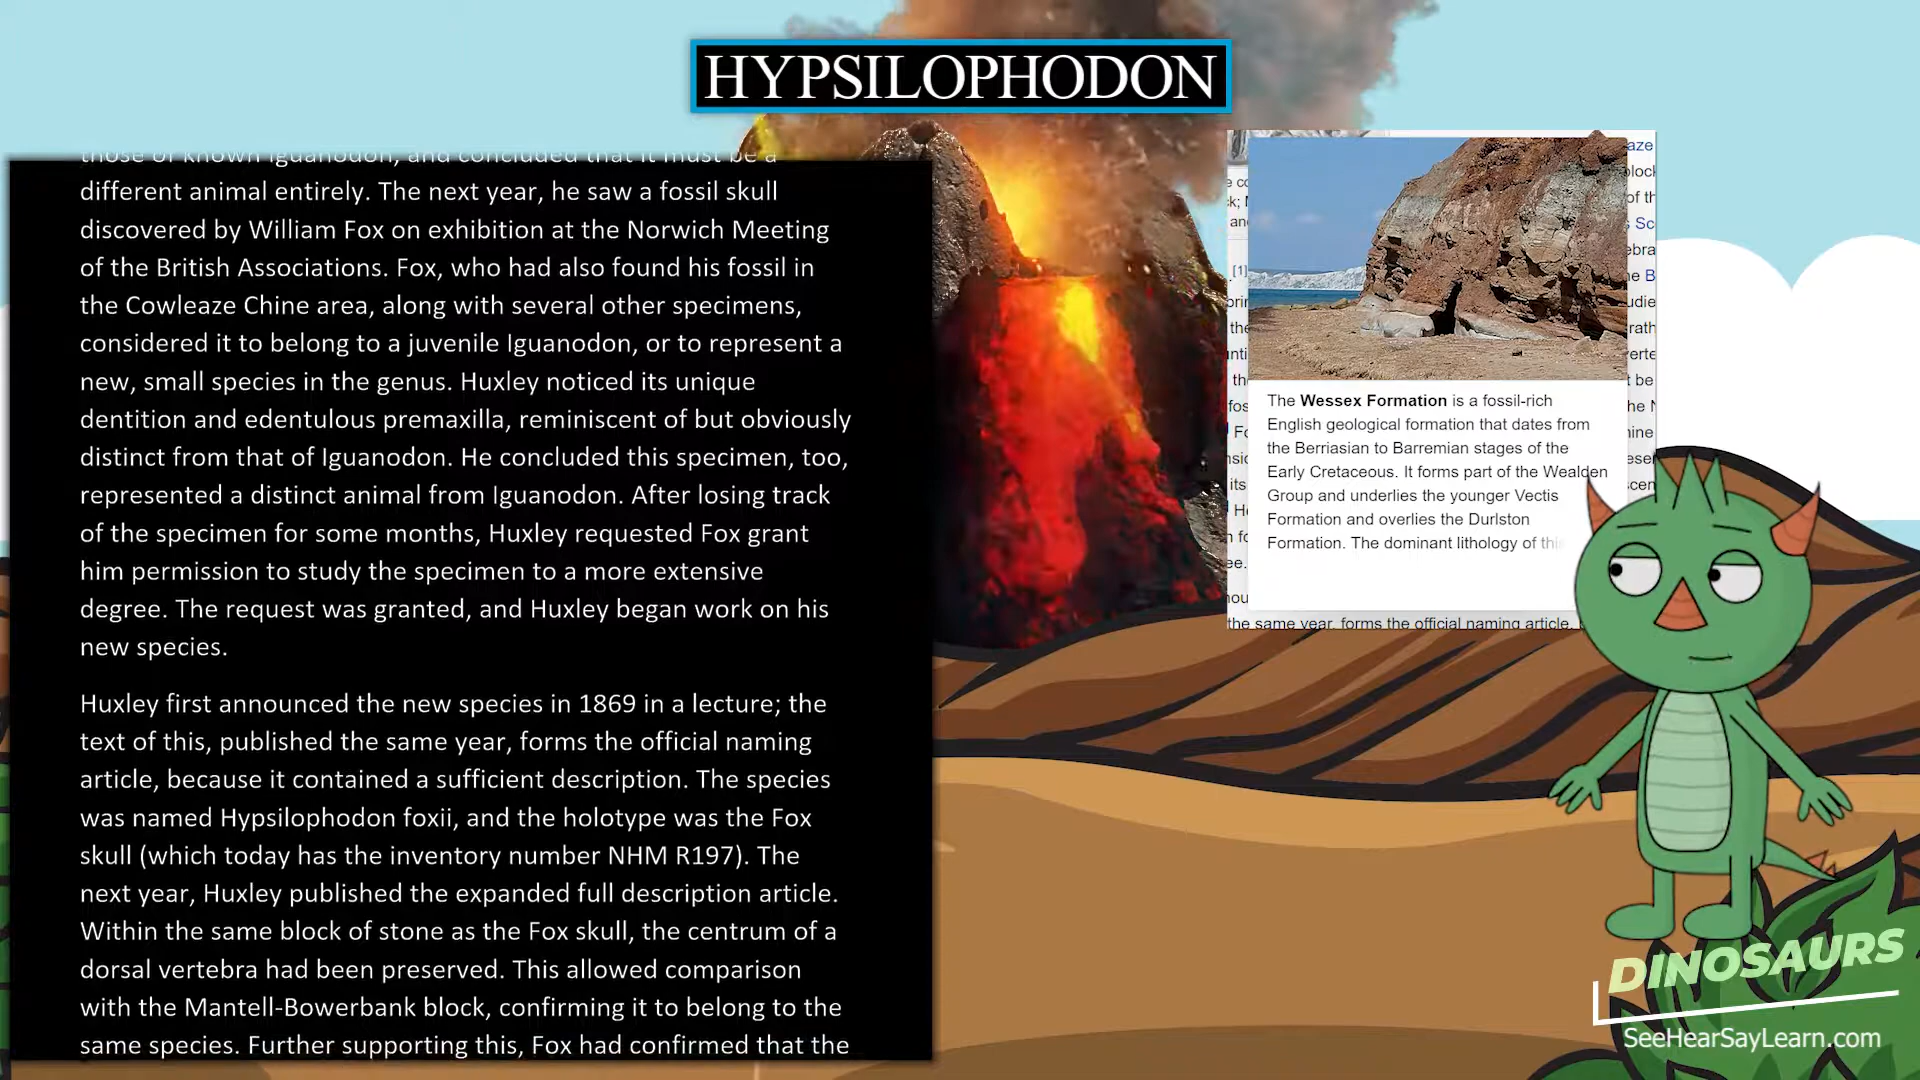 HYPSILOPHODON
those of known Iguanodon, and concluded that it must be a
different animal entirely. The next year, he saw a fossil skull
discovered by William Fox on exhibition at the Norwich Meeting
of the British Associations. Fox, who had also found his fossil in
the Cowleaze Chine area, along with several other specimens,
considered it to belong to a juvenile Iguanodon, or to represent a
new, small species in the genus. Huxley noticed its unique
dentition and edentulous premaxilla, reminiscent of but obviously
distinct from that of Iguanodon. He concluded this specimen, too,
represented a distinct animal from Iguanodon. After losing track
of the specimen for some months, Huxley requested Fox grant
him permission to study the specimen to a more extensive
degree. The request was granted, and Huxley began work on his
new species.
Huxley first announced the new species in 1869 in a lecture; the
text of this, published the same year, forms the official naming
article, because it contained a sufficient description. The species
was named Hypsilophodon foxii, and the holotype was the Fox
skull (which today has the inventory number NHM R197). The
next year, Huxley published the expanded full description article.
Within the same block of stone as the Fox skull, the centrum of a
dorsal vertebra had been preserved. This allowed comparison
with the Mantell-Bowerbank block, confirming it to belong to the
same species. Further supporting this, Fox had confirmed that the
The Wessex Formation is a fossil-rich
English geological formation that dates from
the Berriasian to Barremian stages of the
Early Cretaceous. It forms part of the Wealden
Group and underlies the younger Vectis
Formation and overlies the Durlston
Formation. The dominant lithology of this
the same year, forms the official naming article,
DINOSAURS
SeeHearSayLearn.com